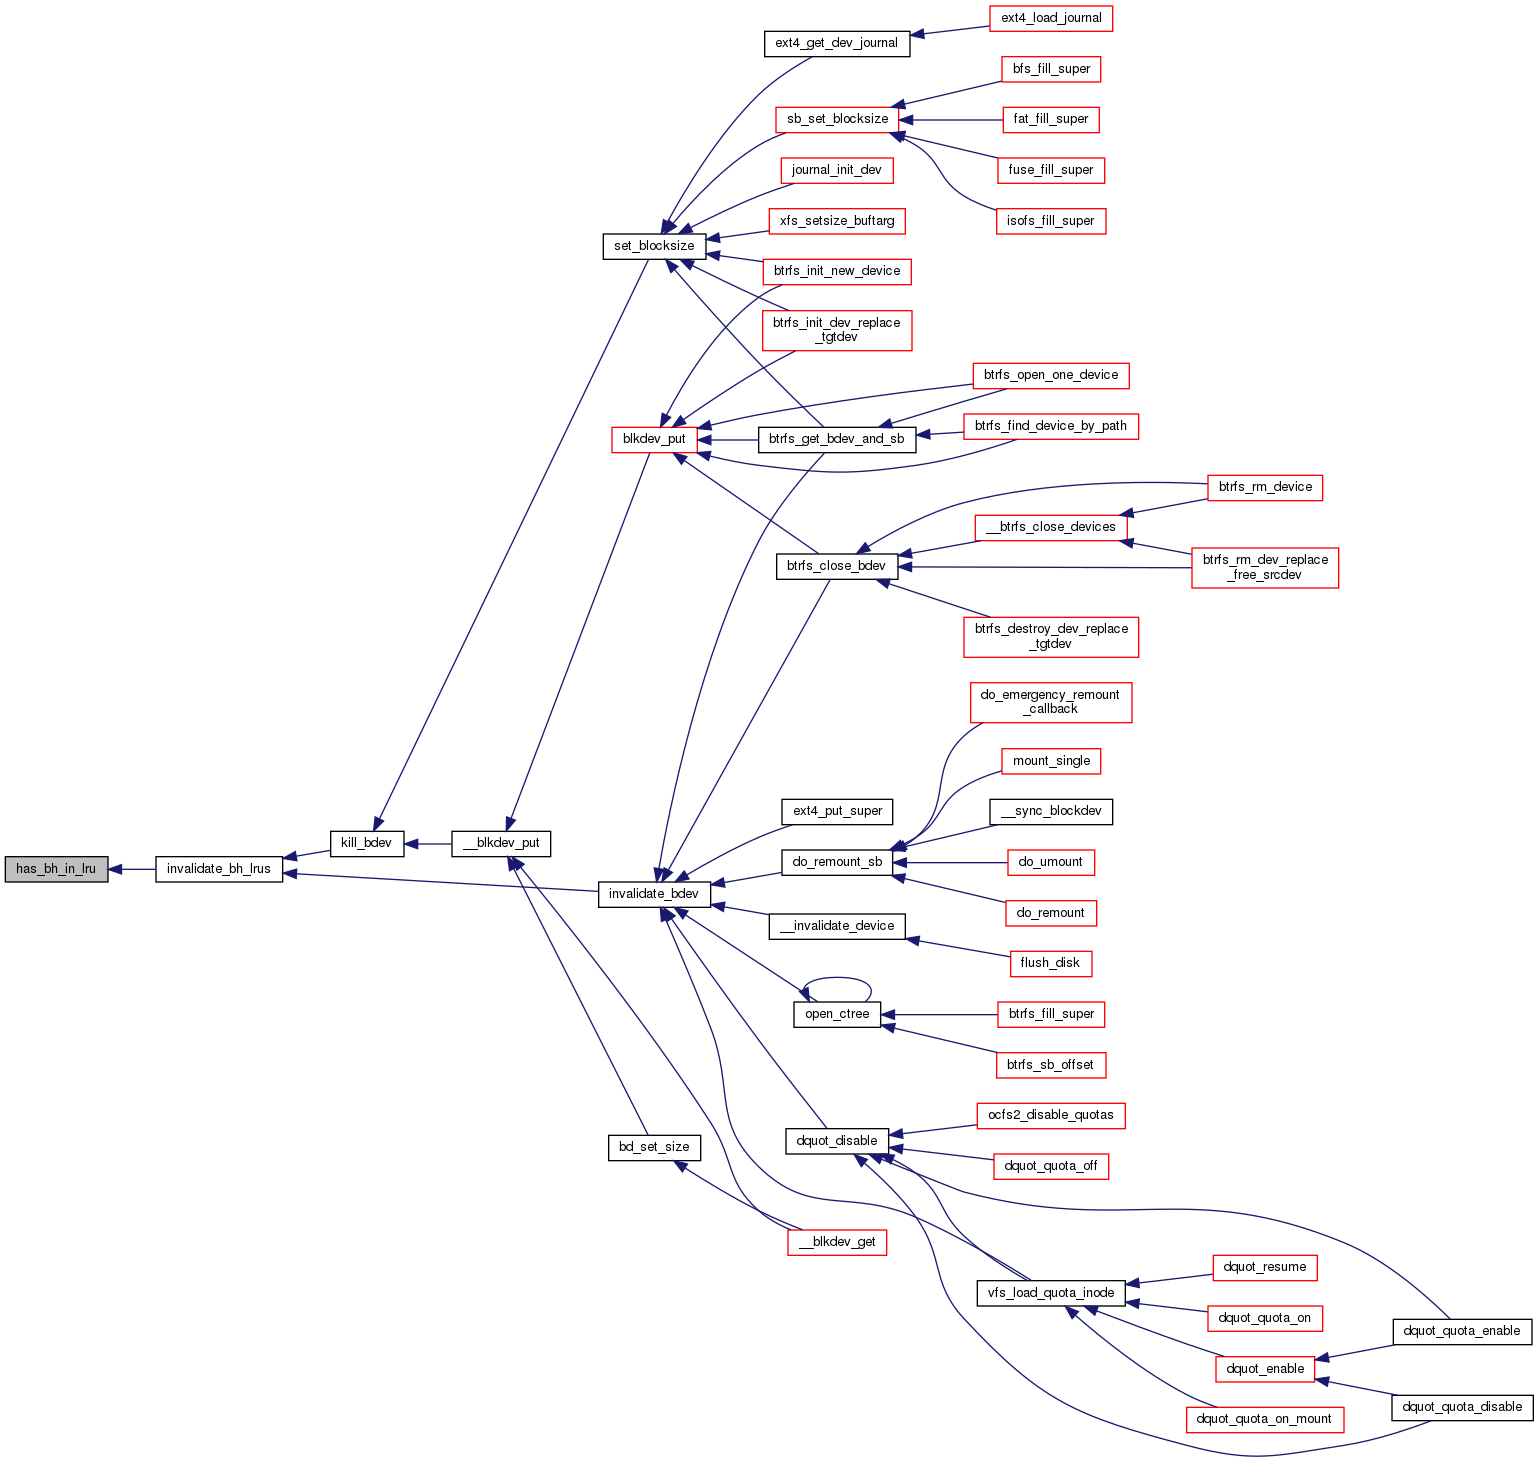 ext4_load_journal
ext4_get_dev_journal
bfs_fill_super
sb_set_blocksize
fat_fill_super
journal_init_dev
fuse_fill_super
xfs_setsize_buftarg
isofs_fill_super
set_blocksize
btrfs_init_new_device
btrfs_init_dev_replace
_tgtdev
btrfs_open_one_device
blkdev_put
btrfs_get_bdev_and_sb
btrfs_find_device_by_path
btrfs_rm_device
__btrfs_close_devices
btrfs_close_bdev
btrfs_rm_dev_replace
_free_srcdev
btrfs_destroy_dev_replace
_tgtdev
do_emergency_remount
_callback
mount_single
ext4_put_super
__sync_blockdev
kill_bdev
__blkdev_put
has_bh_in_lru
invalidate_bh_lrus
do_remount_sb
do_umount
invalidate_bdev
do_remount
__invalidate_device
flush_disk
open_ctree
btrfs_fill_super
btrfs_sb_offset
ocfs2_disable_quotas
bd_set_size
dquot_disable
dquot_quota_off
__blkdev_get
dquot_resume
vfs_load_quota_inode
dquot_quota_on
dquot_quota_enable
dquot_enable
dquot_quota_disable
dquot_quota_on_mount